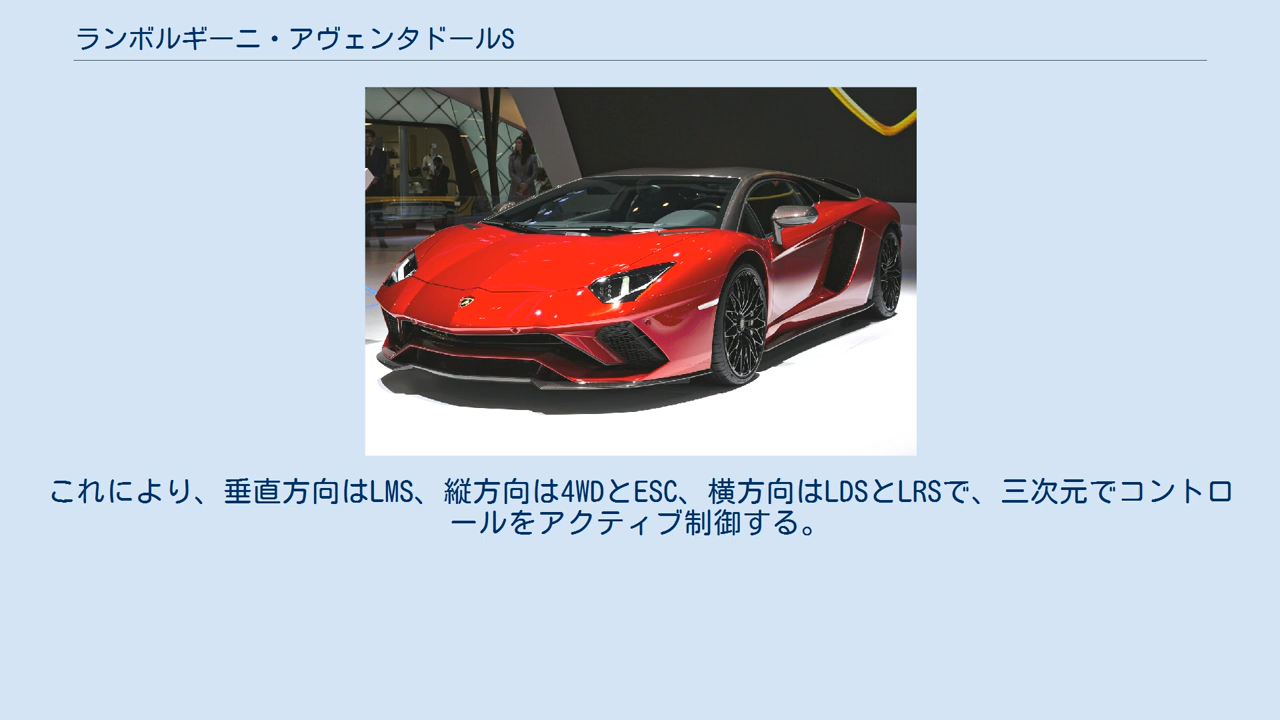 ランボルギーニ・アヴェンタドールS
これにより、垂直方向はLMS、縦方向は4WDとESC、横方向はLDSとLRSで、三次元でコントロ
ールをアクティブ制御する。